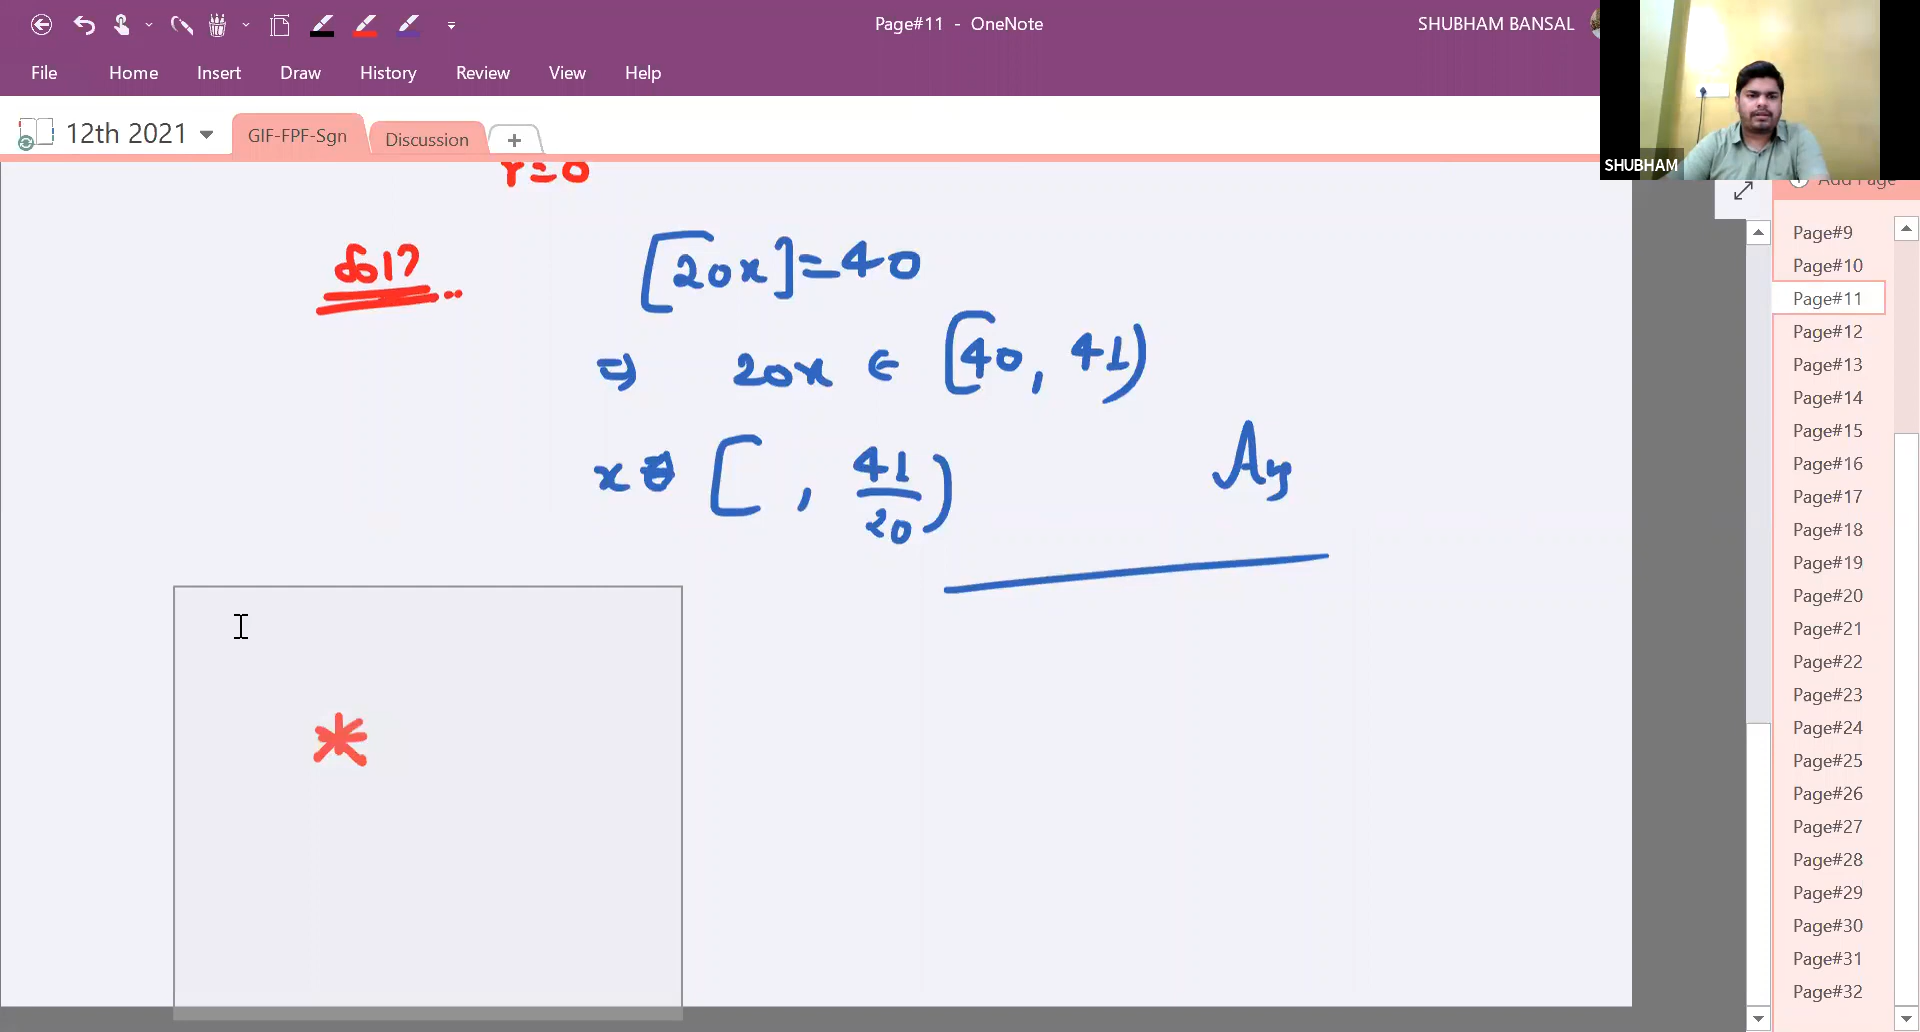 Page#11 - OneNote
SHUBHAM BANSAL
File Home Insert Draw History Review View Help
SHUBHAM
12th 2021
GIF-FPF-Sgn
Discussion
+
Add Page
r=0
Page#9
Page#10
Page#11
Page#12
Page#13
Page#14
Page#15
Page#16
Page#17
Page#18
Page#19
Page#20
Page#21
Page#22
Page#23
Page#24
Page#25
Page#26
Page#27
Page#28
Page#29
Page#30
Page#31
Page#32
[20x]=40
⇒ 20x ∈ [40, 41)
x [ , 41/20)
*